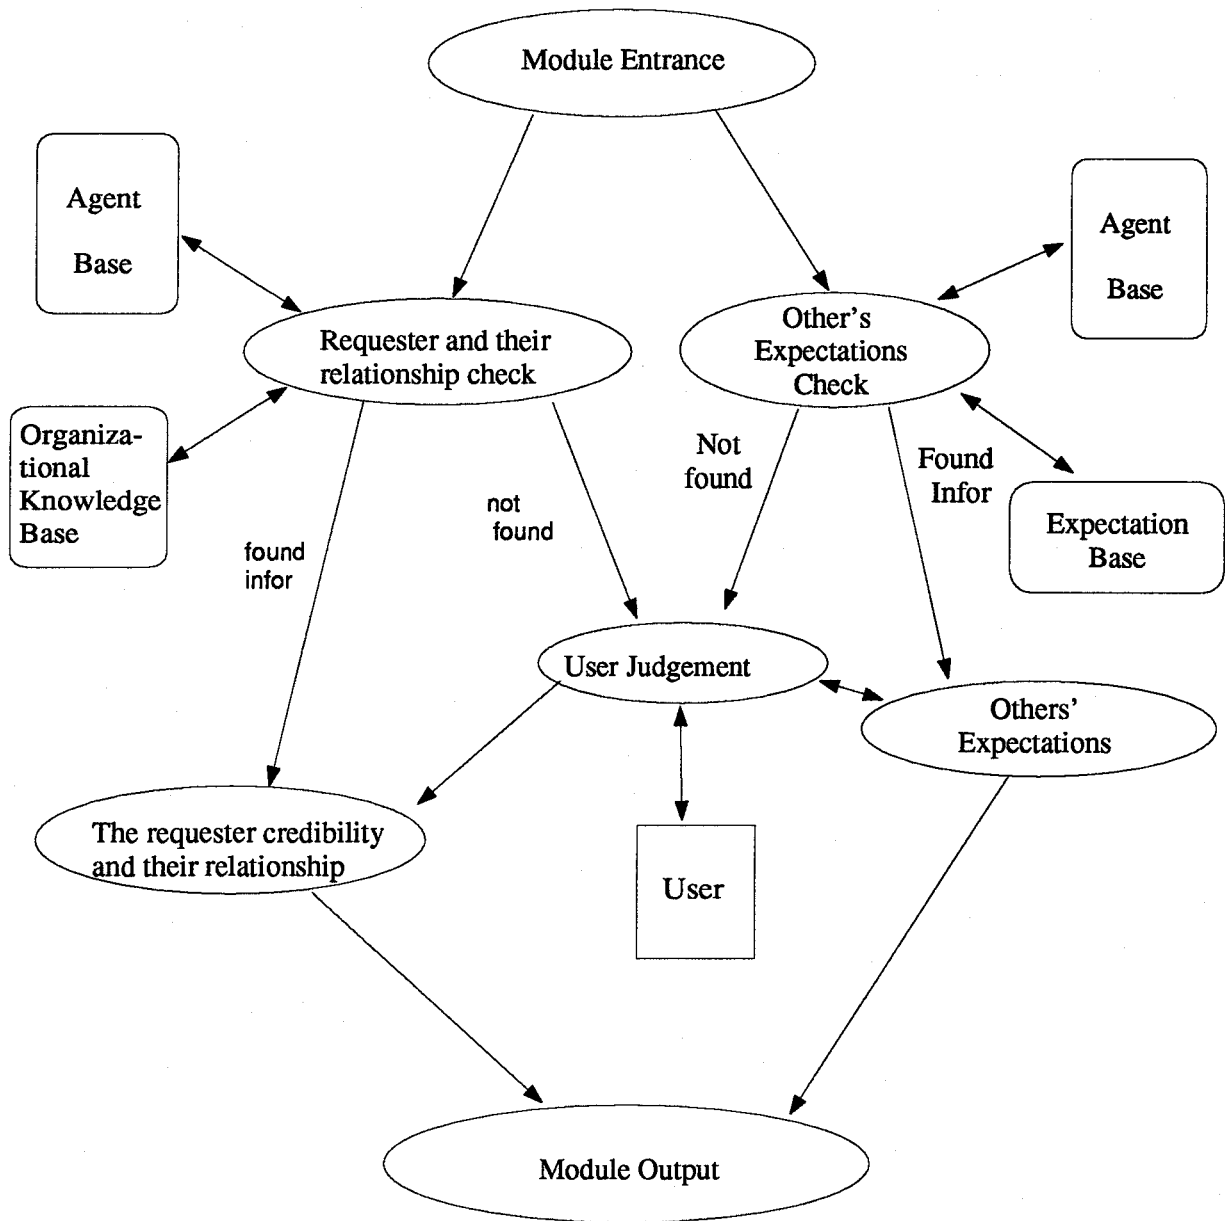 Module Entrance
Agent
Base
Agent
Base
Requester and their
relationship check
Other's
Expectations
Check
Organiza-
tional
Knowledge
Base
Not
found
Found
Infor
not
found
found
infor
Expectation
Base
User Judgement
Others'
Expectations
The requester credibility
and their relationship
User
Module Output